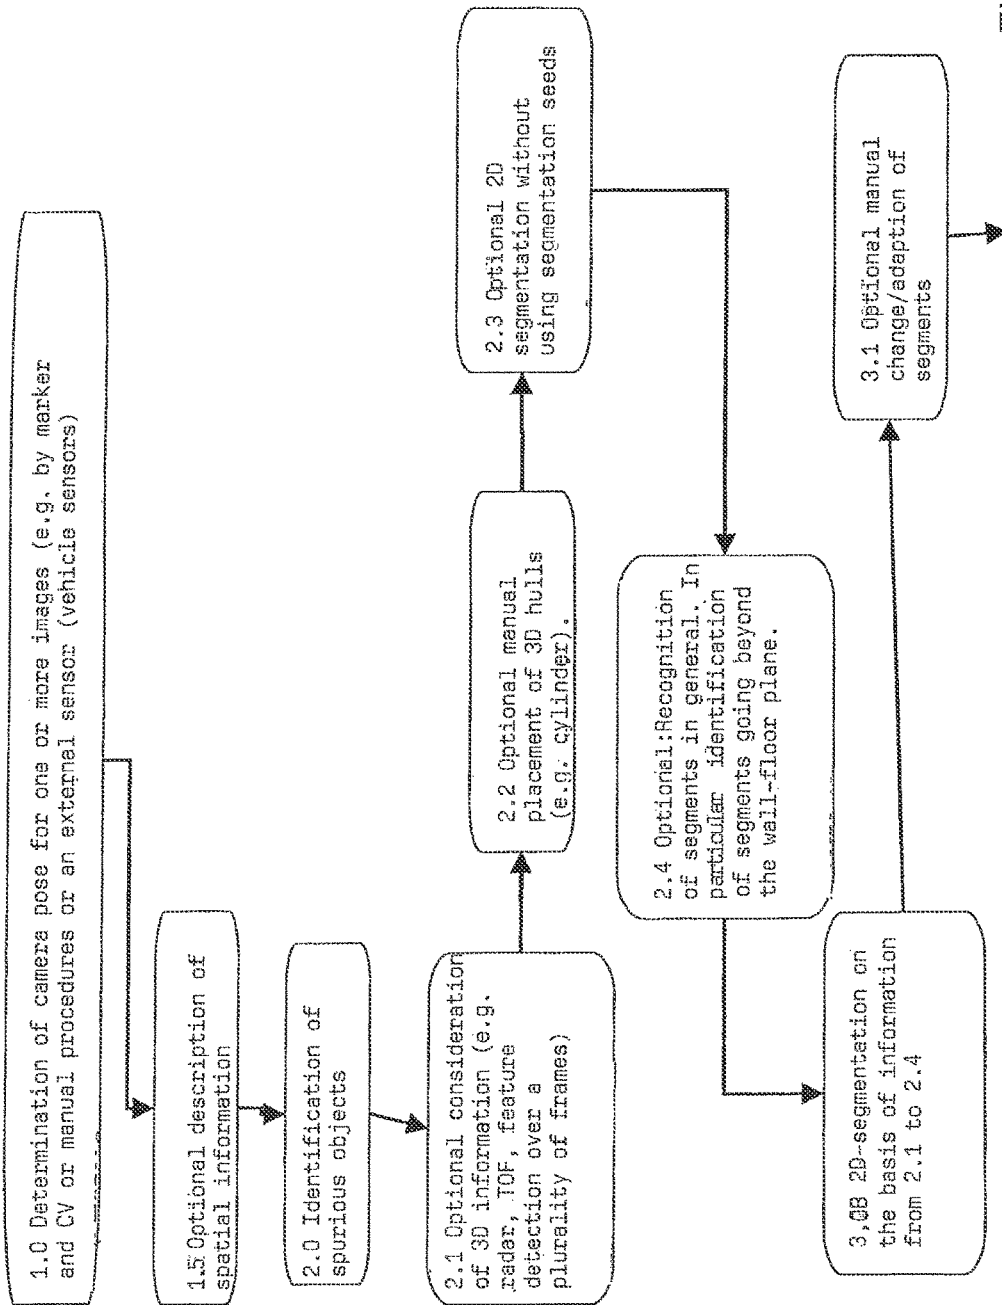 1.0 Determination of camera pose for one or more images (e.g. by marker
and CV or manual procedures or an external sensor (vehicle sensors)
1.5 Optional description of
spatial information
2.0 Identification of
spurious objects
2.1 Optional consideration
of 3D information (e.g.
radar, TOF, feature
detection over a
plurality of frames)
2.2 Optional manual
placement of 3D hulls
(e.g. cylinder).
2.3 Optional 2D
segmentation without
using segmentation seeds
2.4 Optional:Recognition
of segments in general. In
particular identification
of segments going beyond
the wall-floor plane.
3,0B 2D-segmentation on
the basis of information
from 2.1 to 2.4
3.1 Optional manual
change/adaption of
segments